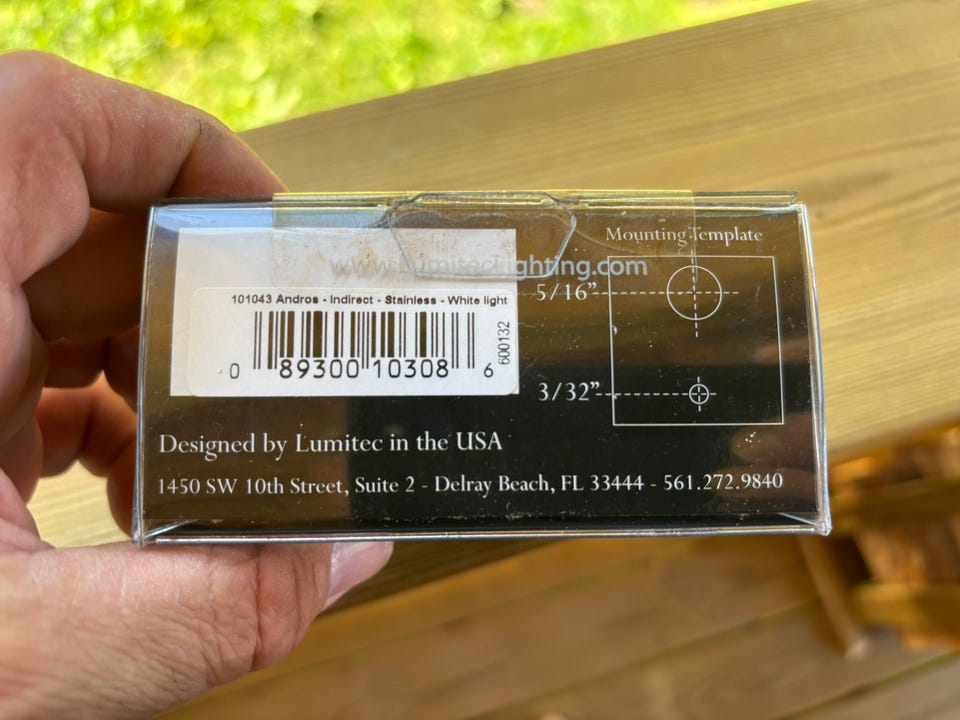 www.LumitecLighting.com
Mounting Template
5/16”
101043 Andros - Indirect - Stainless - White light
0 89300 10308 6
600132
3/32”
Designed by Lumitec in the USA
1450 SW 10th Street, Suite 2 - Delray Beach, FL 33444 - 561.272.9840